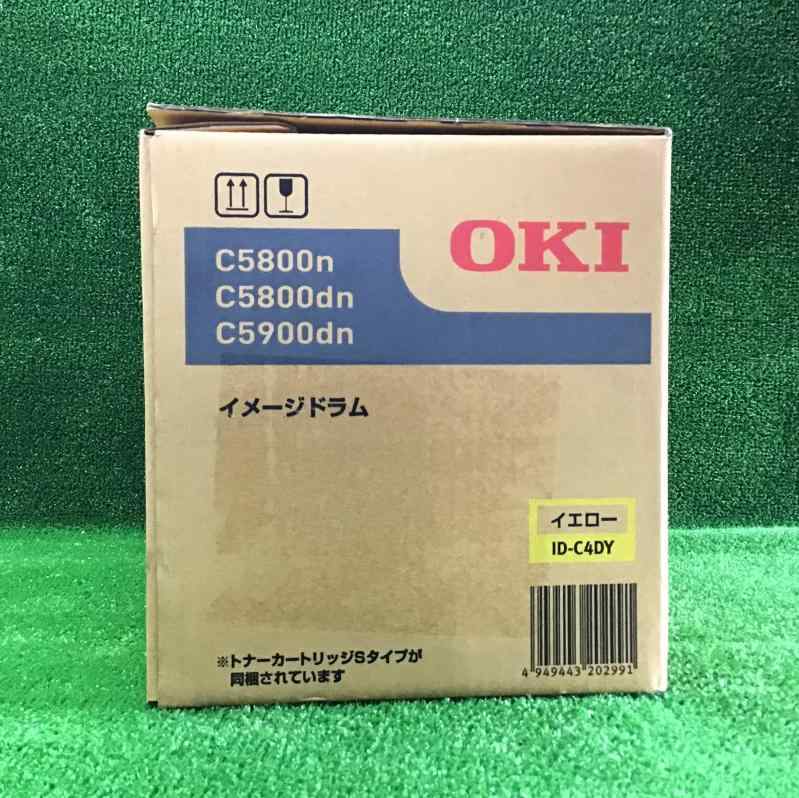 OKI
C5800n
C5800dn
C5900dn
イメージドラム
イエロー
ID-C4DY
4 949443 202991
※トナーカートリッジSタイプが
同梱されています